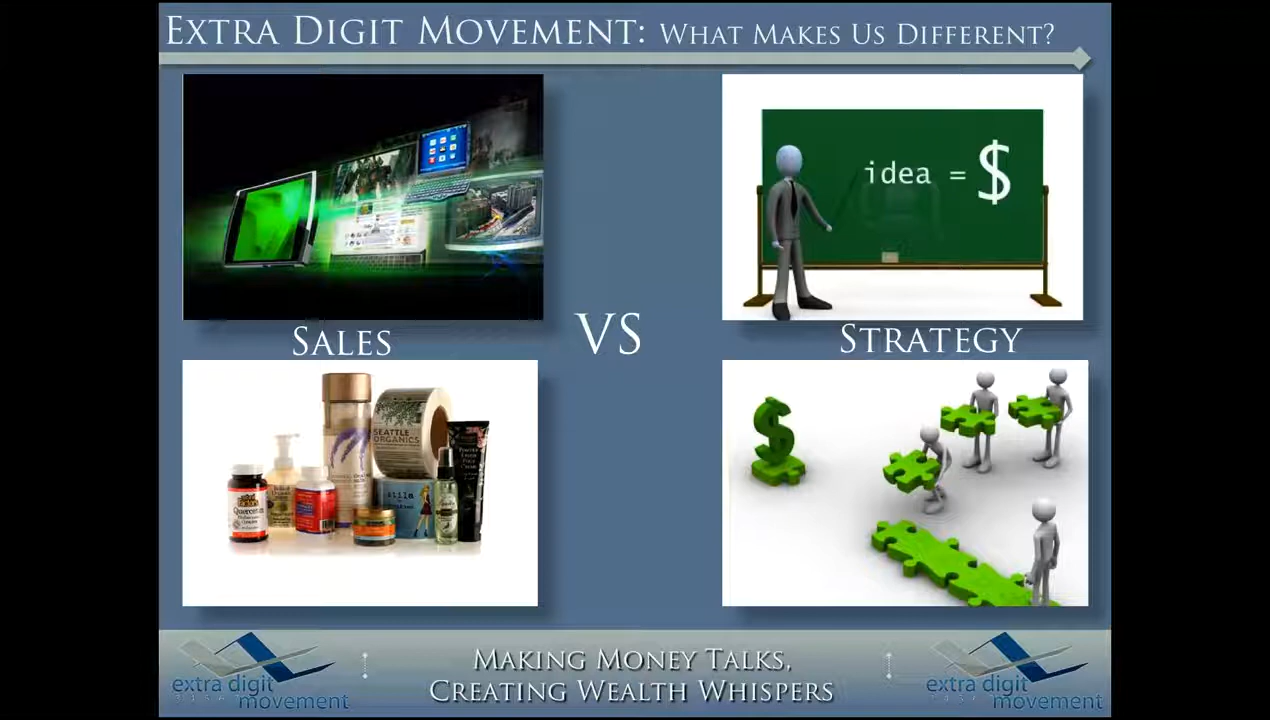 Extra Digit Movement: What Makes Us Different?
idea = $
Sales
VS
Strategy
SEATTLE
ORGANICS
Quercetin
stila
Making Money Talks,
Creating Wealth Whispers
extra digit
movement
extra digit
movement